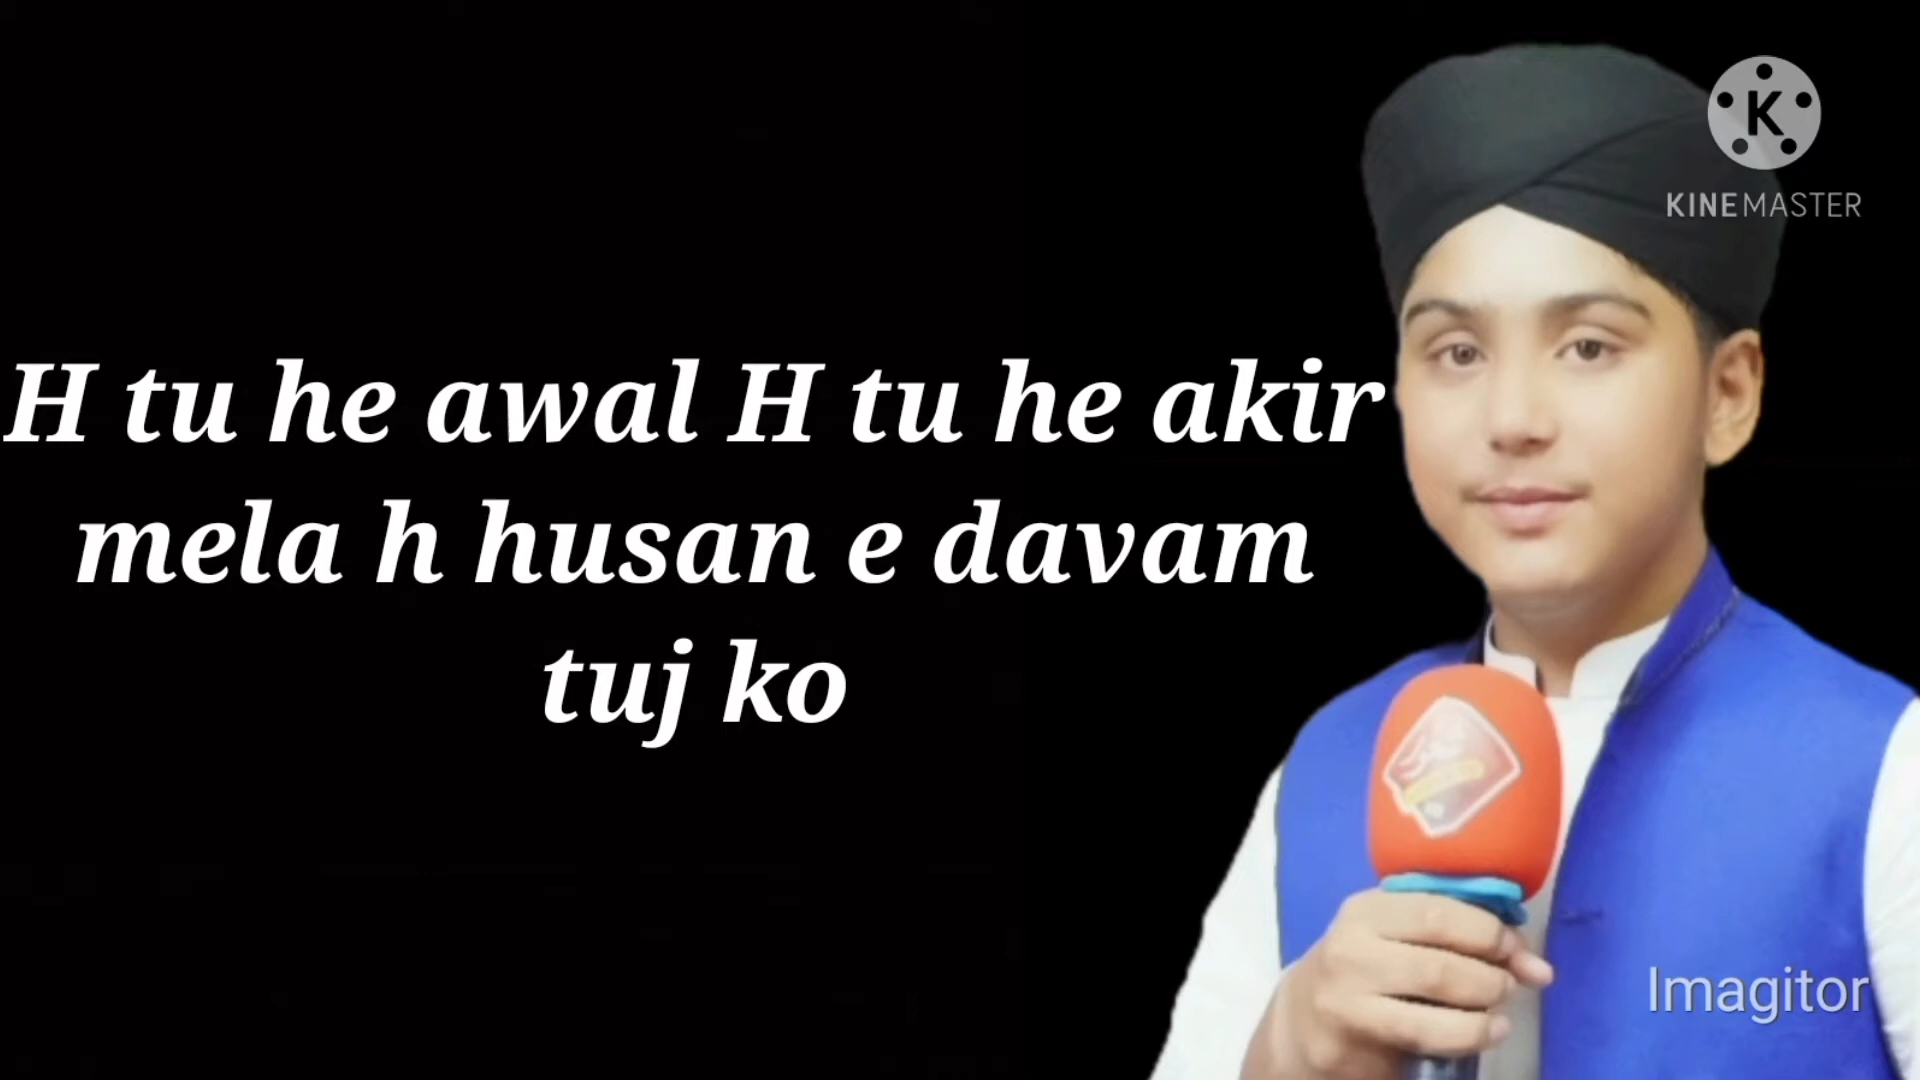 K
KINEMASTER
H tu he awal H tu he akir
mela h husan e davam
tuj ko
Imagitor